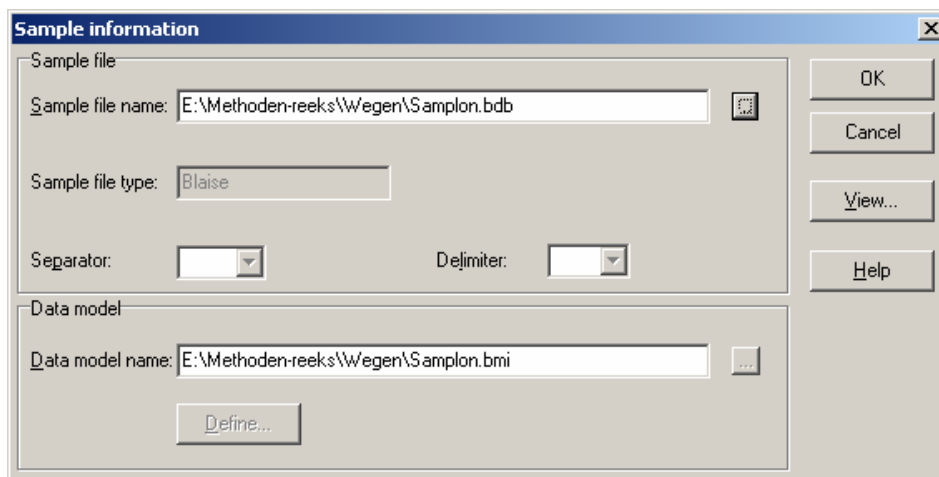 Sample information
Sample file
Sample file name: E:\Methoden-reeks\Wegen\Samplon.bdb
OK
Cancel
Sample file type: Blaise
View...
Separator: Delimiter:
Help
Data model
Data model name: E:\Methoden-reeks\Wegen\Samplon.bmi ...
Define...